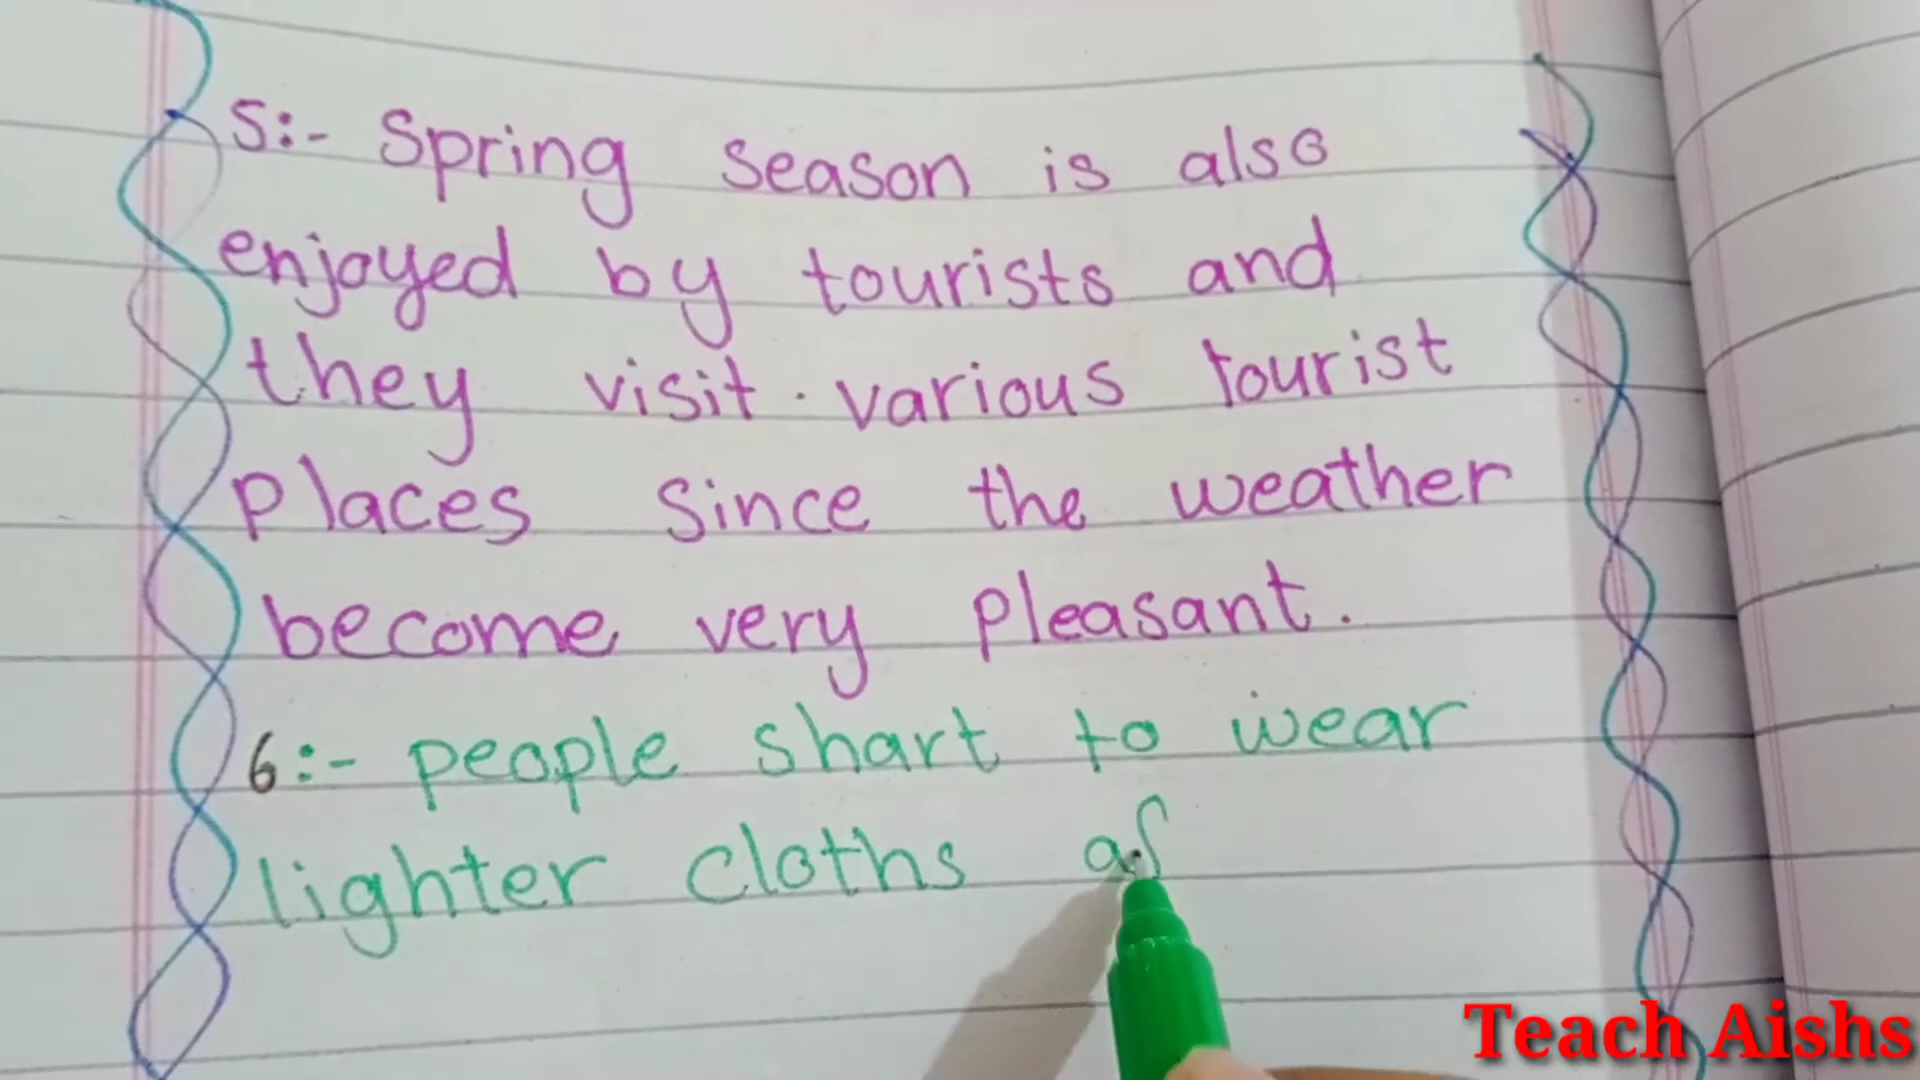 5:- Spring season is also
enjoyed by tourists and
they visit . various tourist
places since the weather
become very pleasant.
6:- people shart to wear
lighter cloths
Teach Aishs